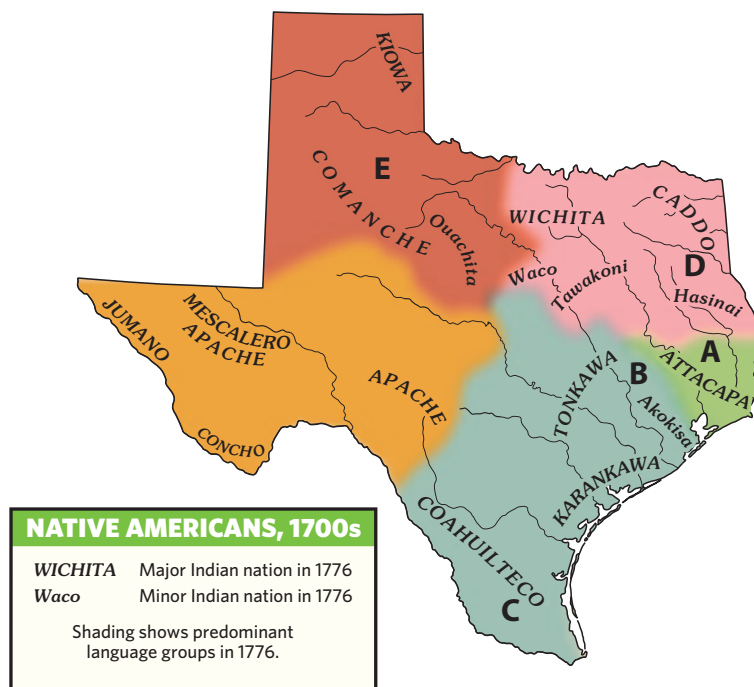 KIOWA
E
COMANCHE
Ouachita
WICHITA
CADDO
Waco
Tawakoni
D
Hasinai
JUMANO
MESCALERO
APACHE
APACHE
CONCHO
A
ATTACAPA
B
TONKAWA
Akokisa
KARANKAWA
COAHUILTECO
C
NATIVE AMERICANS, 1700s
WICHITA Major Indian nation in 1776
Waco Minor Indian nation in 1776
Shading shows predominant
language groups in 1776.